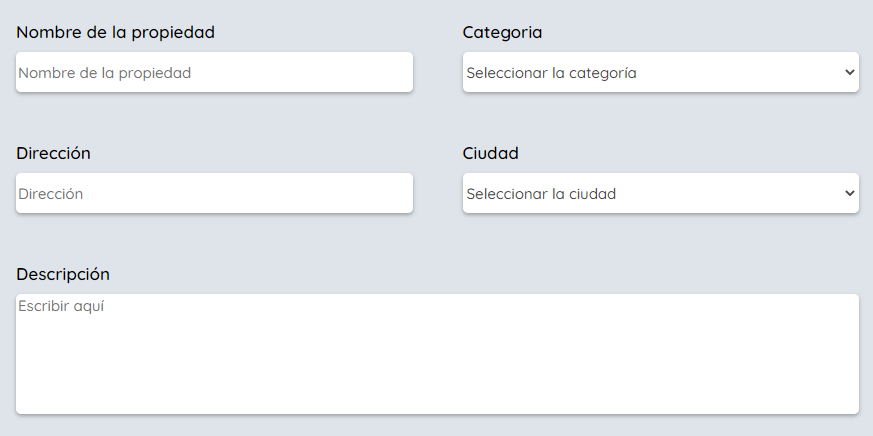 Nombre de la propiedad
Categoria
Nombre de la propiedad
Seleccionar la categoría
Dirección
Ciudad
Dirección
Seleccionar la ciudad
Descripción
Escribir aquí